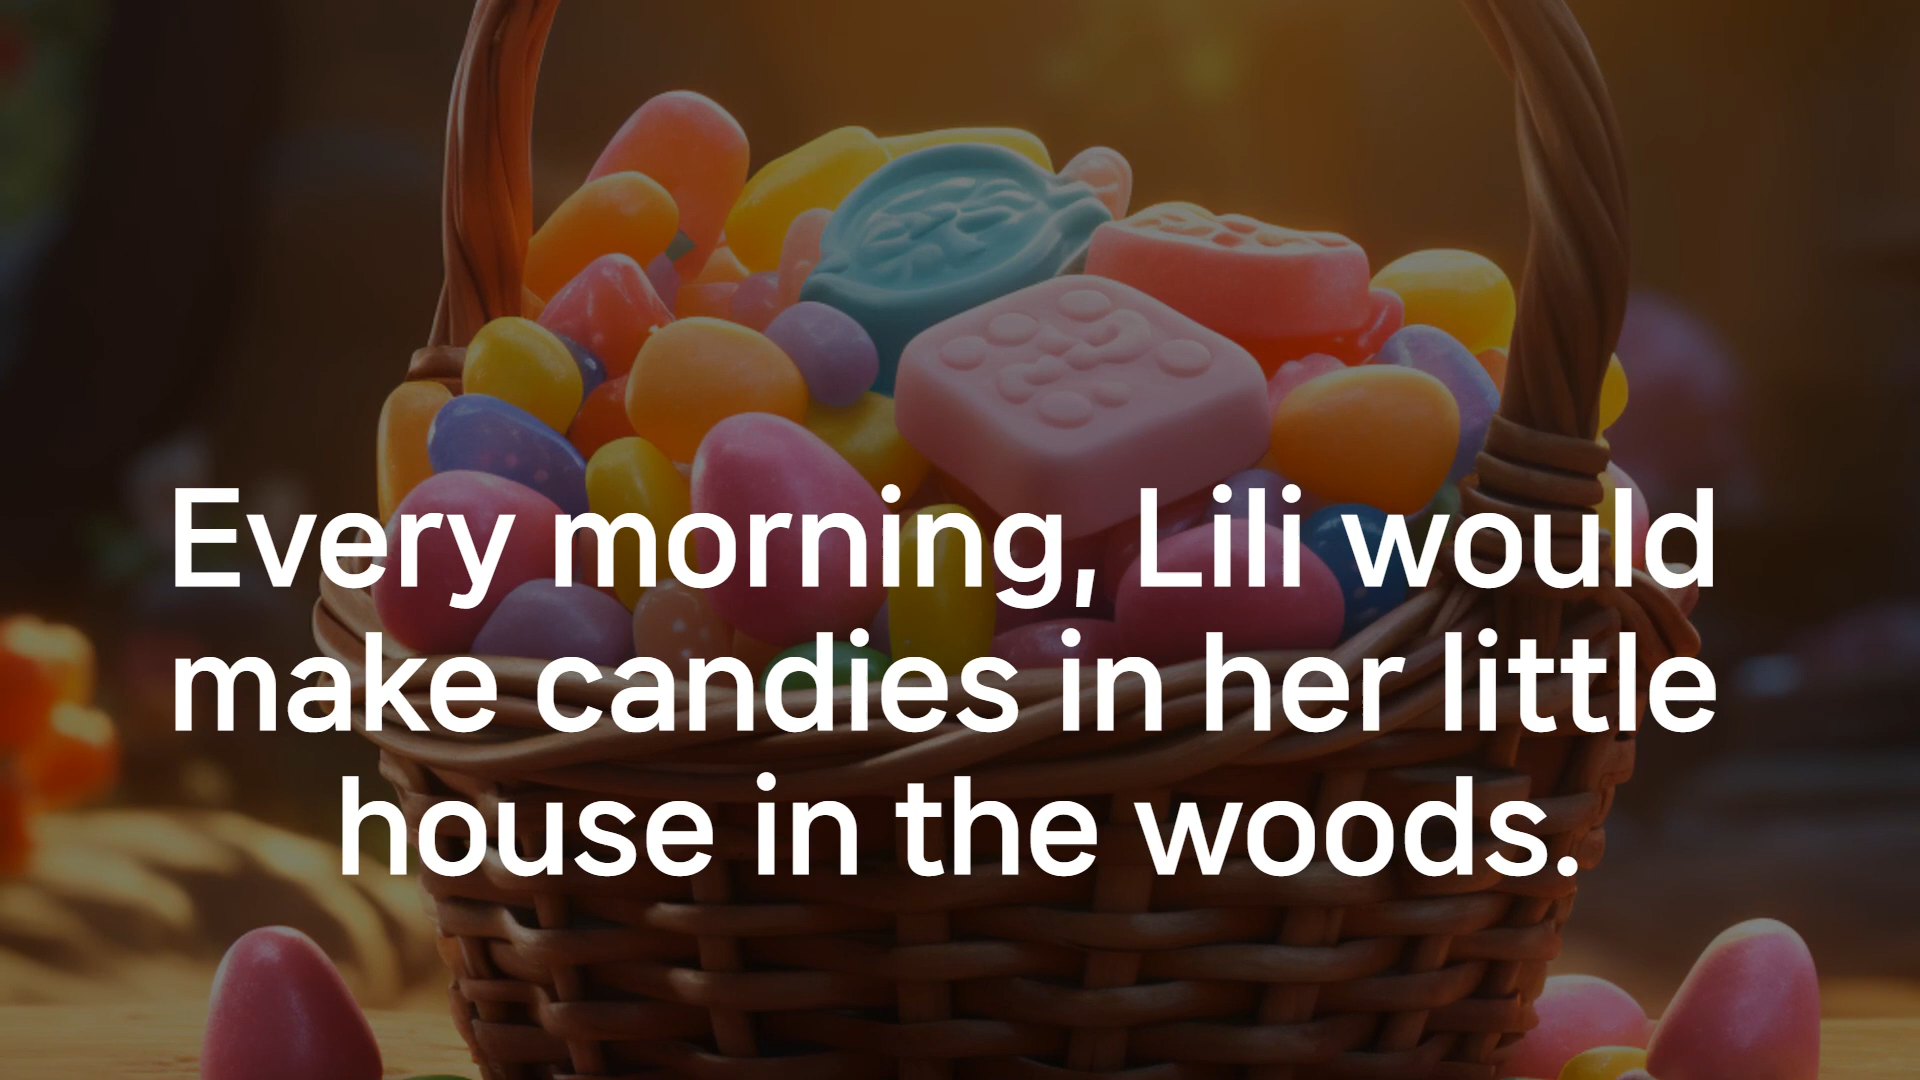 Every morning, Lili would
make candies in her little
house in the woods.